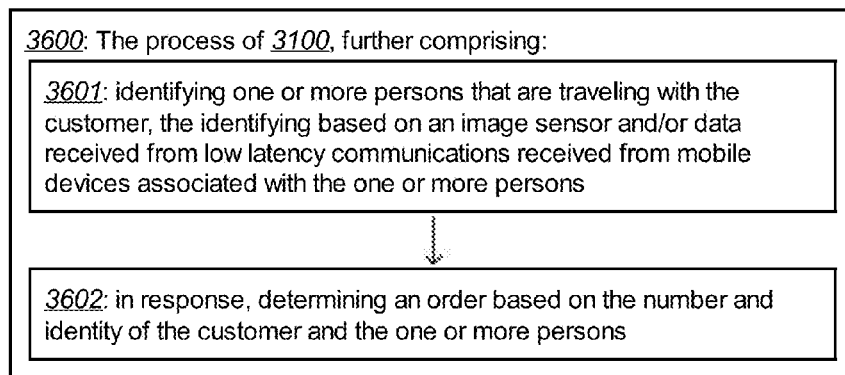 3600: The process of 3100, further comprising:
3601: identifying one or more persons that are traveling with the
customer, the identifying based on an image sensor and/or data
received from low latency communications received from mobile
devices associated with the one or more persons
3602: in response, determining an order based on the number and
identity of the customer and the one or more persons